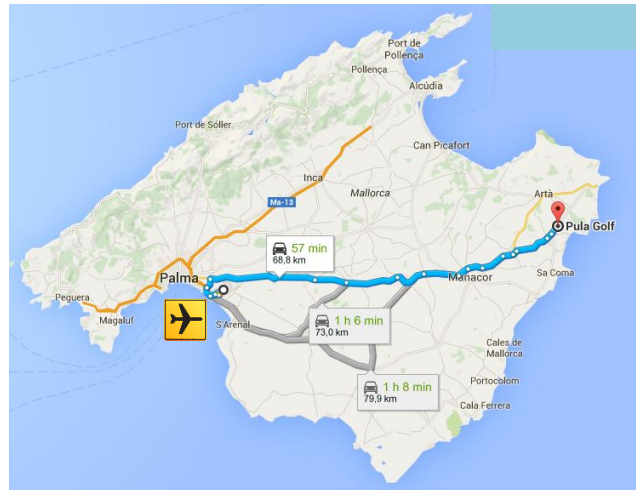 Port de
Pollença
Pollença
Alcúdia
Port de Sóller
Can Picafort
Inca
Mallorca
Artà
Ma-13
Pula Golf
57 min
68,8 km
Palma
Manacor
Sa Coma
Peguera
Magaluf
S'Arenal
1 h 6 min
73,0 km
Cales de
Mallorca
1 h 8 min
79,9 km
Portocolom
Cala Ferrera